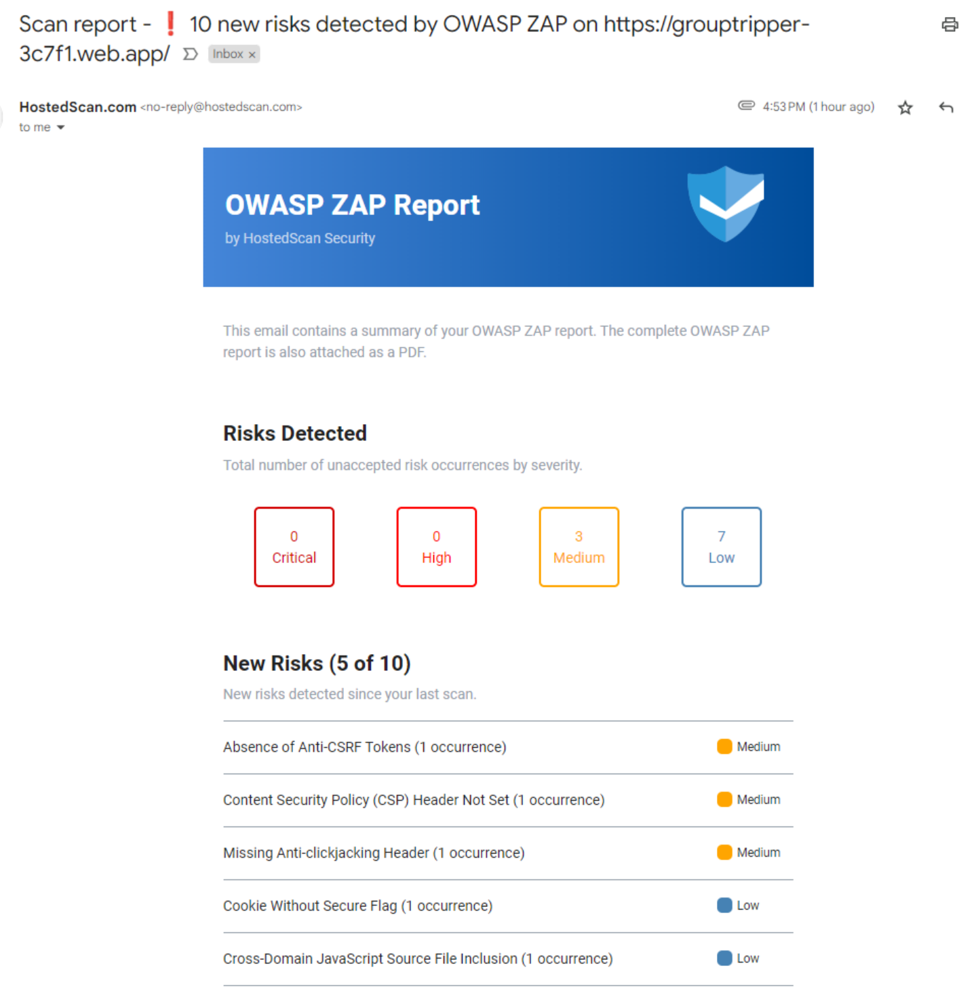 Scan report - ❗ 10 new risks detected by OWASP ZAP on https://grouptripper-
3c7f1.web.app/ Inbox x
HostedScan.com <no-reply@hostedscan.com> 4:53 PM (1 hour ago)
to me
OWASP ZAP Report
by HostedScan Security
This email contains a summary of your OWASP ZAP report. The complete OWASP ZAP
report is also attached as a PDF.
Risks Detected
Total number of unaccepted risk occurrences by severity.
0 0 3 7
Critical High Medium Low
New Risks (5 of 10)
New risks detected since your last scan.
Absence of Anti-CSRF Tokens (1 occurrence) Medium
Content Security Policy (CSP) Header Not Set (1 occurrence) Medium
Missing Anti-clickjacking Header (1 occurrence) Medium
Cookie Without Secure Flag (1 occurrence) Low
Cross-Domain JavaScript Source File Inclusion (1 occurrence) Low